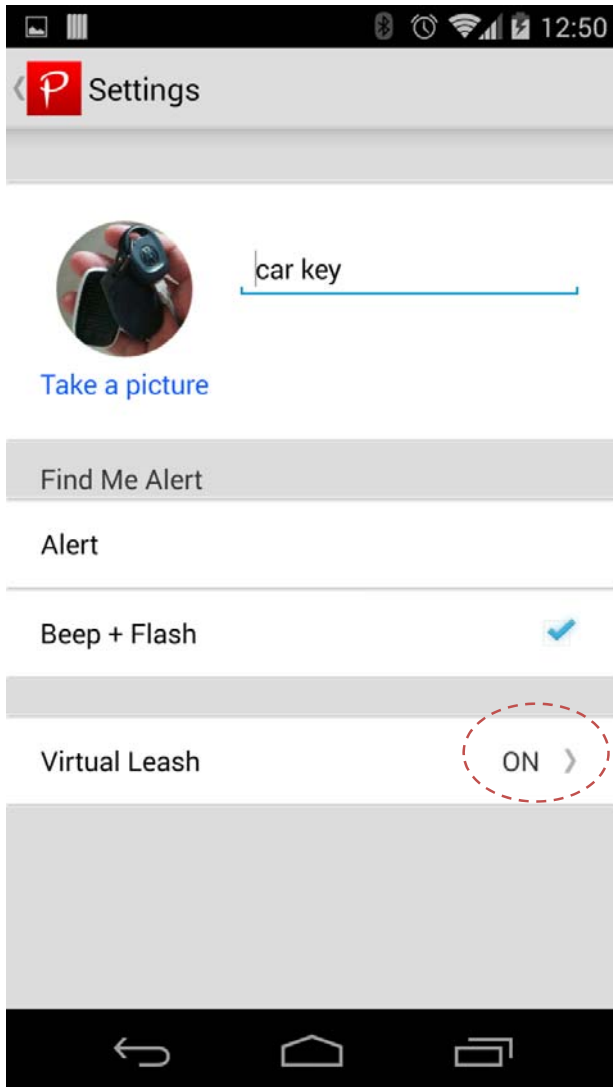 12:50
Settings
car key
Take a picture
Find Me Alert
Alert
Beep + Flash
Virtual Leash ON